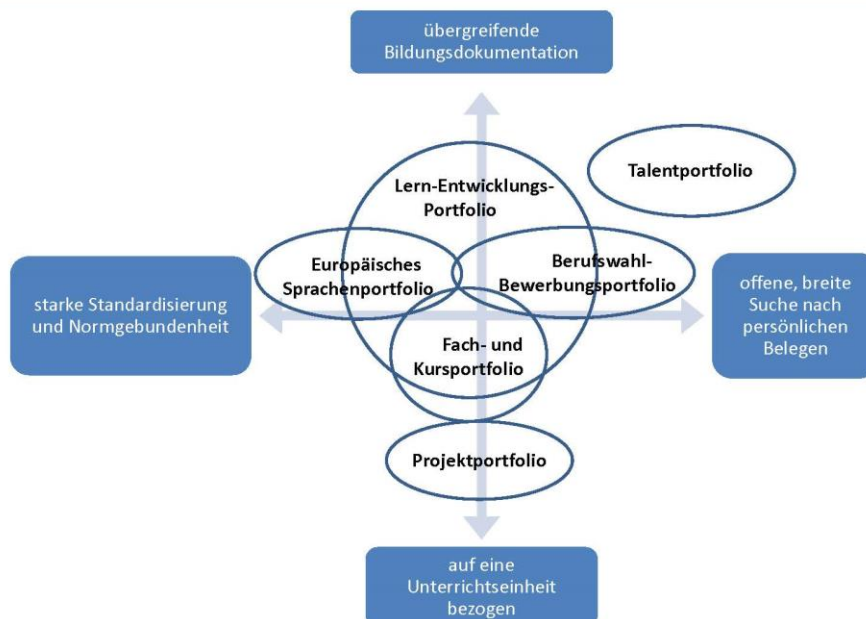 übergreifende
Bildungsdokumentation
Talentportfolio
Lern-Entwicklungs-
Portfolio
Europäisches
Sprachenportfolio
Berufswahl-
Bewerbungsportfolio
starke Standardisierung
und Normgebundenheit
offene, breite
Suche nach
persönlichen
Belegen
Fach- und
Kursportfolio
Projektportfolio
auf eine
Unterrichtseinheit
bezogen